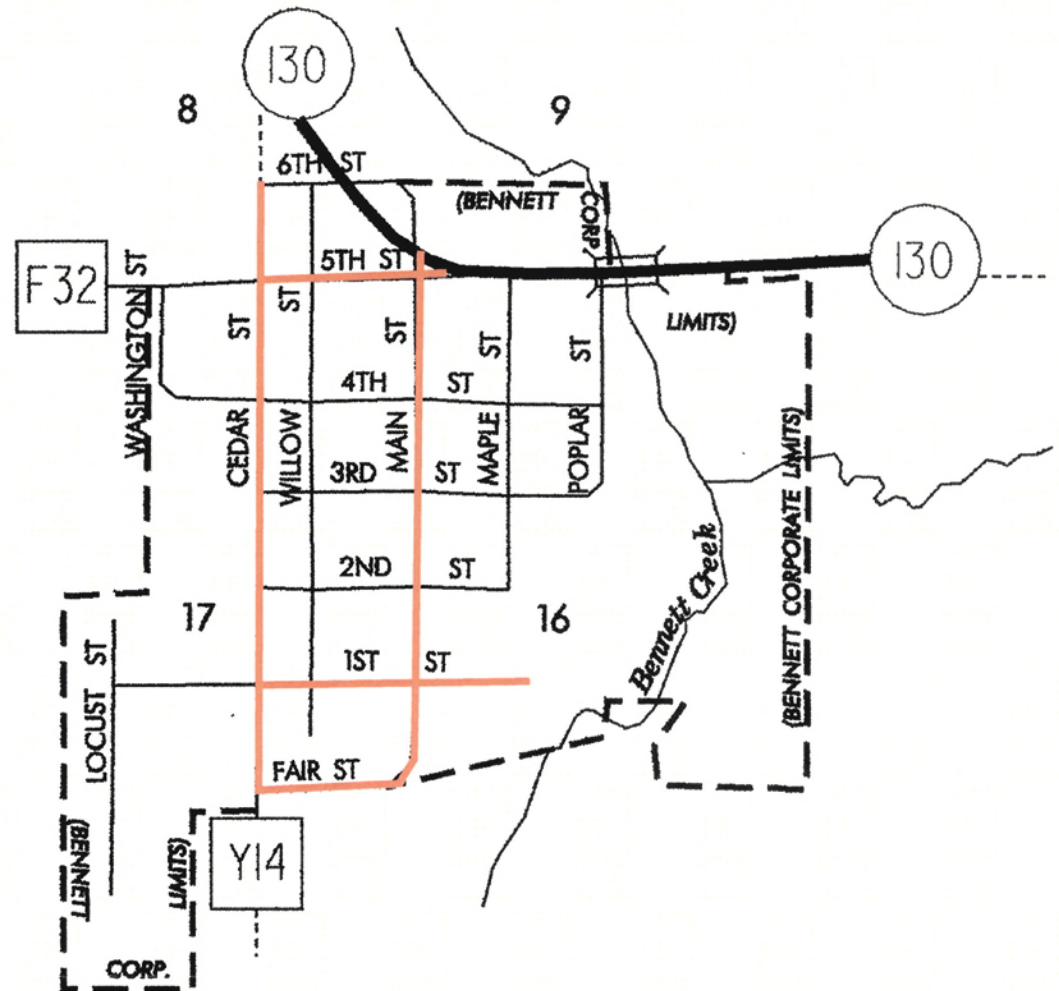 130
8
9
6TH ST
(BENNETT
CORP.
F32
WASHINGTON ST
5TH ST
130
LIMITS)
CEDAR ST
WILLOW ST
MAIN ST
MAPLE ST
POPLAR ST
4TH ST
3RD ST
2ND ST
(BENNETT CORPORATE LIMITS)
Bennett Creek
17
16
1ST ST
LOCUST ST
FAIR ST
(BENNETT
CORP.
LIMITS)
Y14